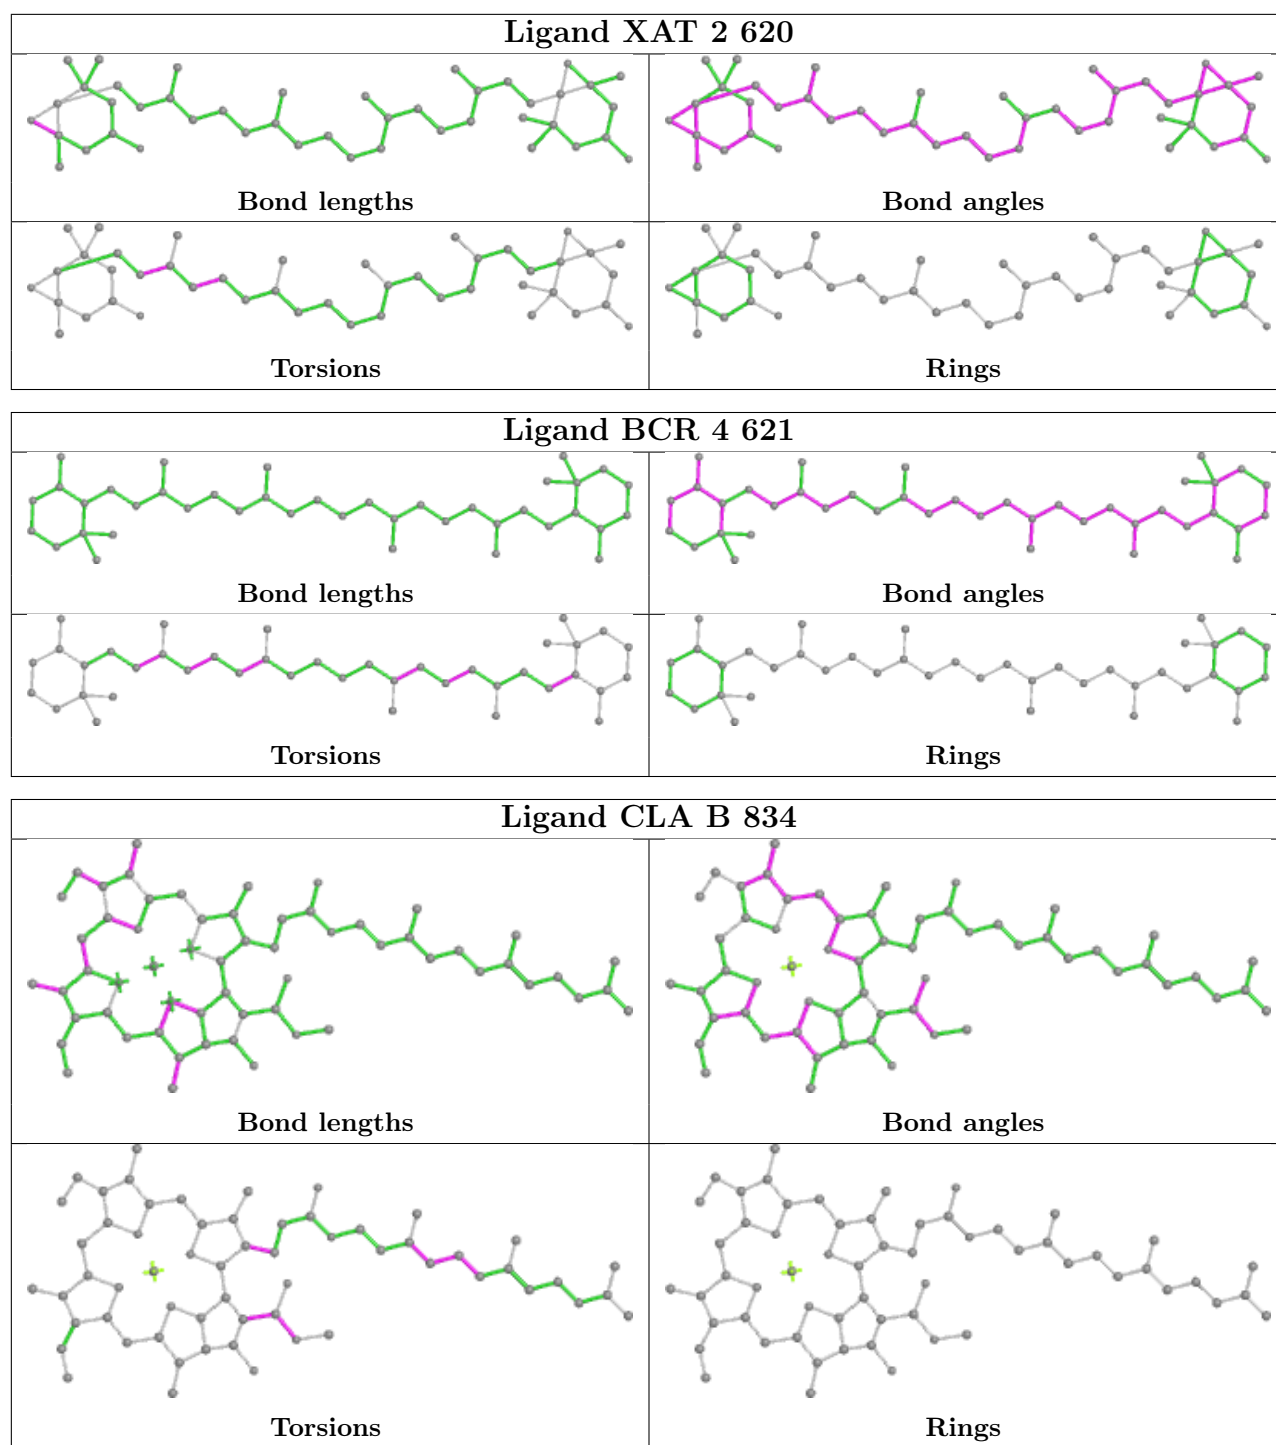 Ligand XAT 2 620
Bond lengths
Bond angles
Torsions
Rings
Ligand BCR 4 621
Bond lengths
Bond angles
Torsions
Rings
Ligand CLA B 834
Bond lengths
Bond angles
Torsions
Rings